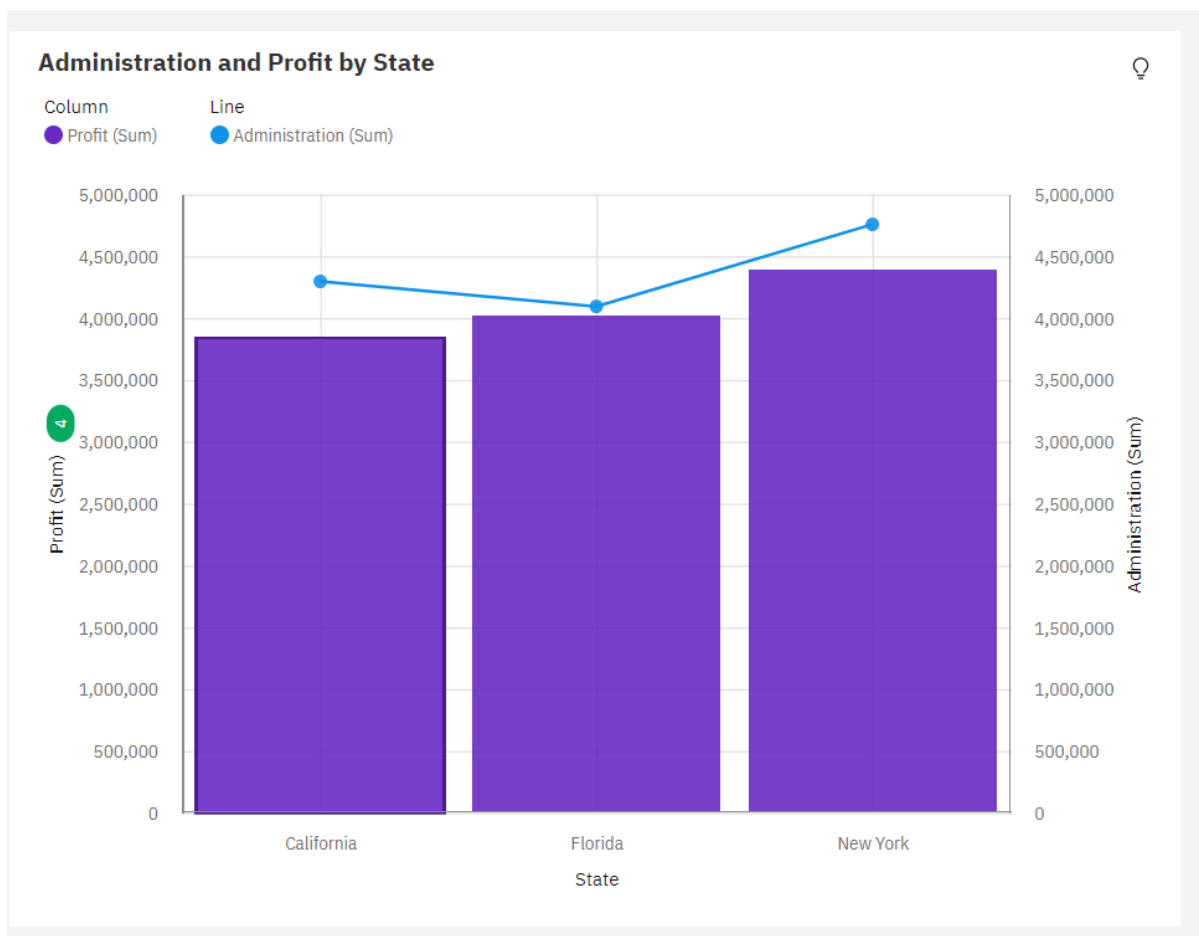 Administration and Profit by State
Column Line
Profit (Sum) Administration (Sum)
5,000,000 5,000,000
4,500,000 4,500,000
4,000,000 4,000,000
3,500,000 3,500,000
3,000,000 3,000,000
2,500,000 2,500,000
2,000,000 2,000,000
1,500,000 1,500,000
1,000,000 1,000,000
500,000 500,000
0 0
Profit (Sum) 4
Administration (Sum)
California Florida New York
State